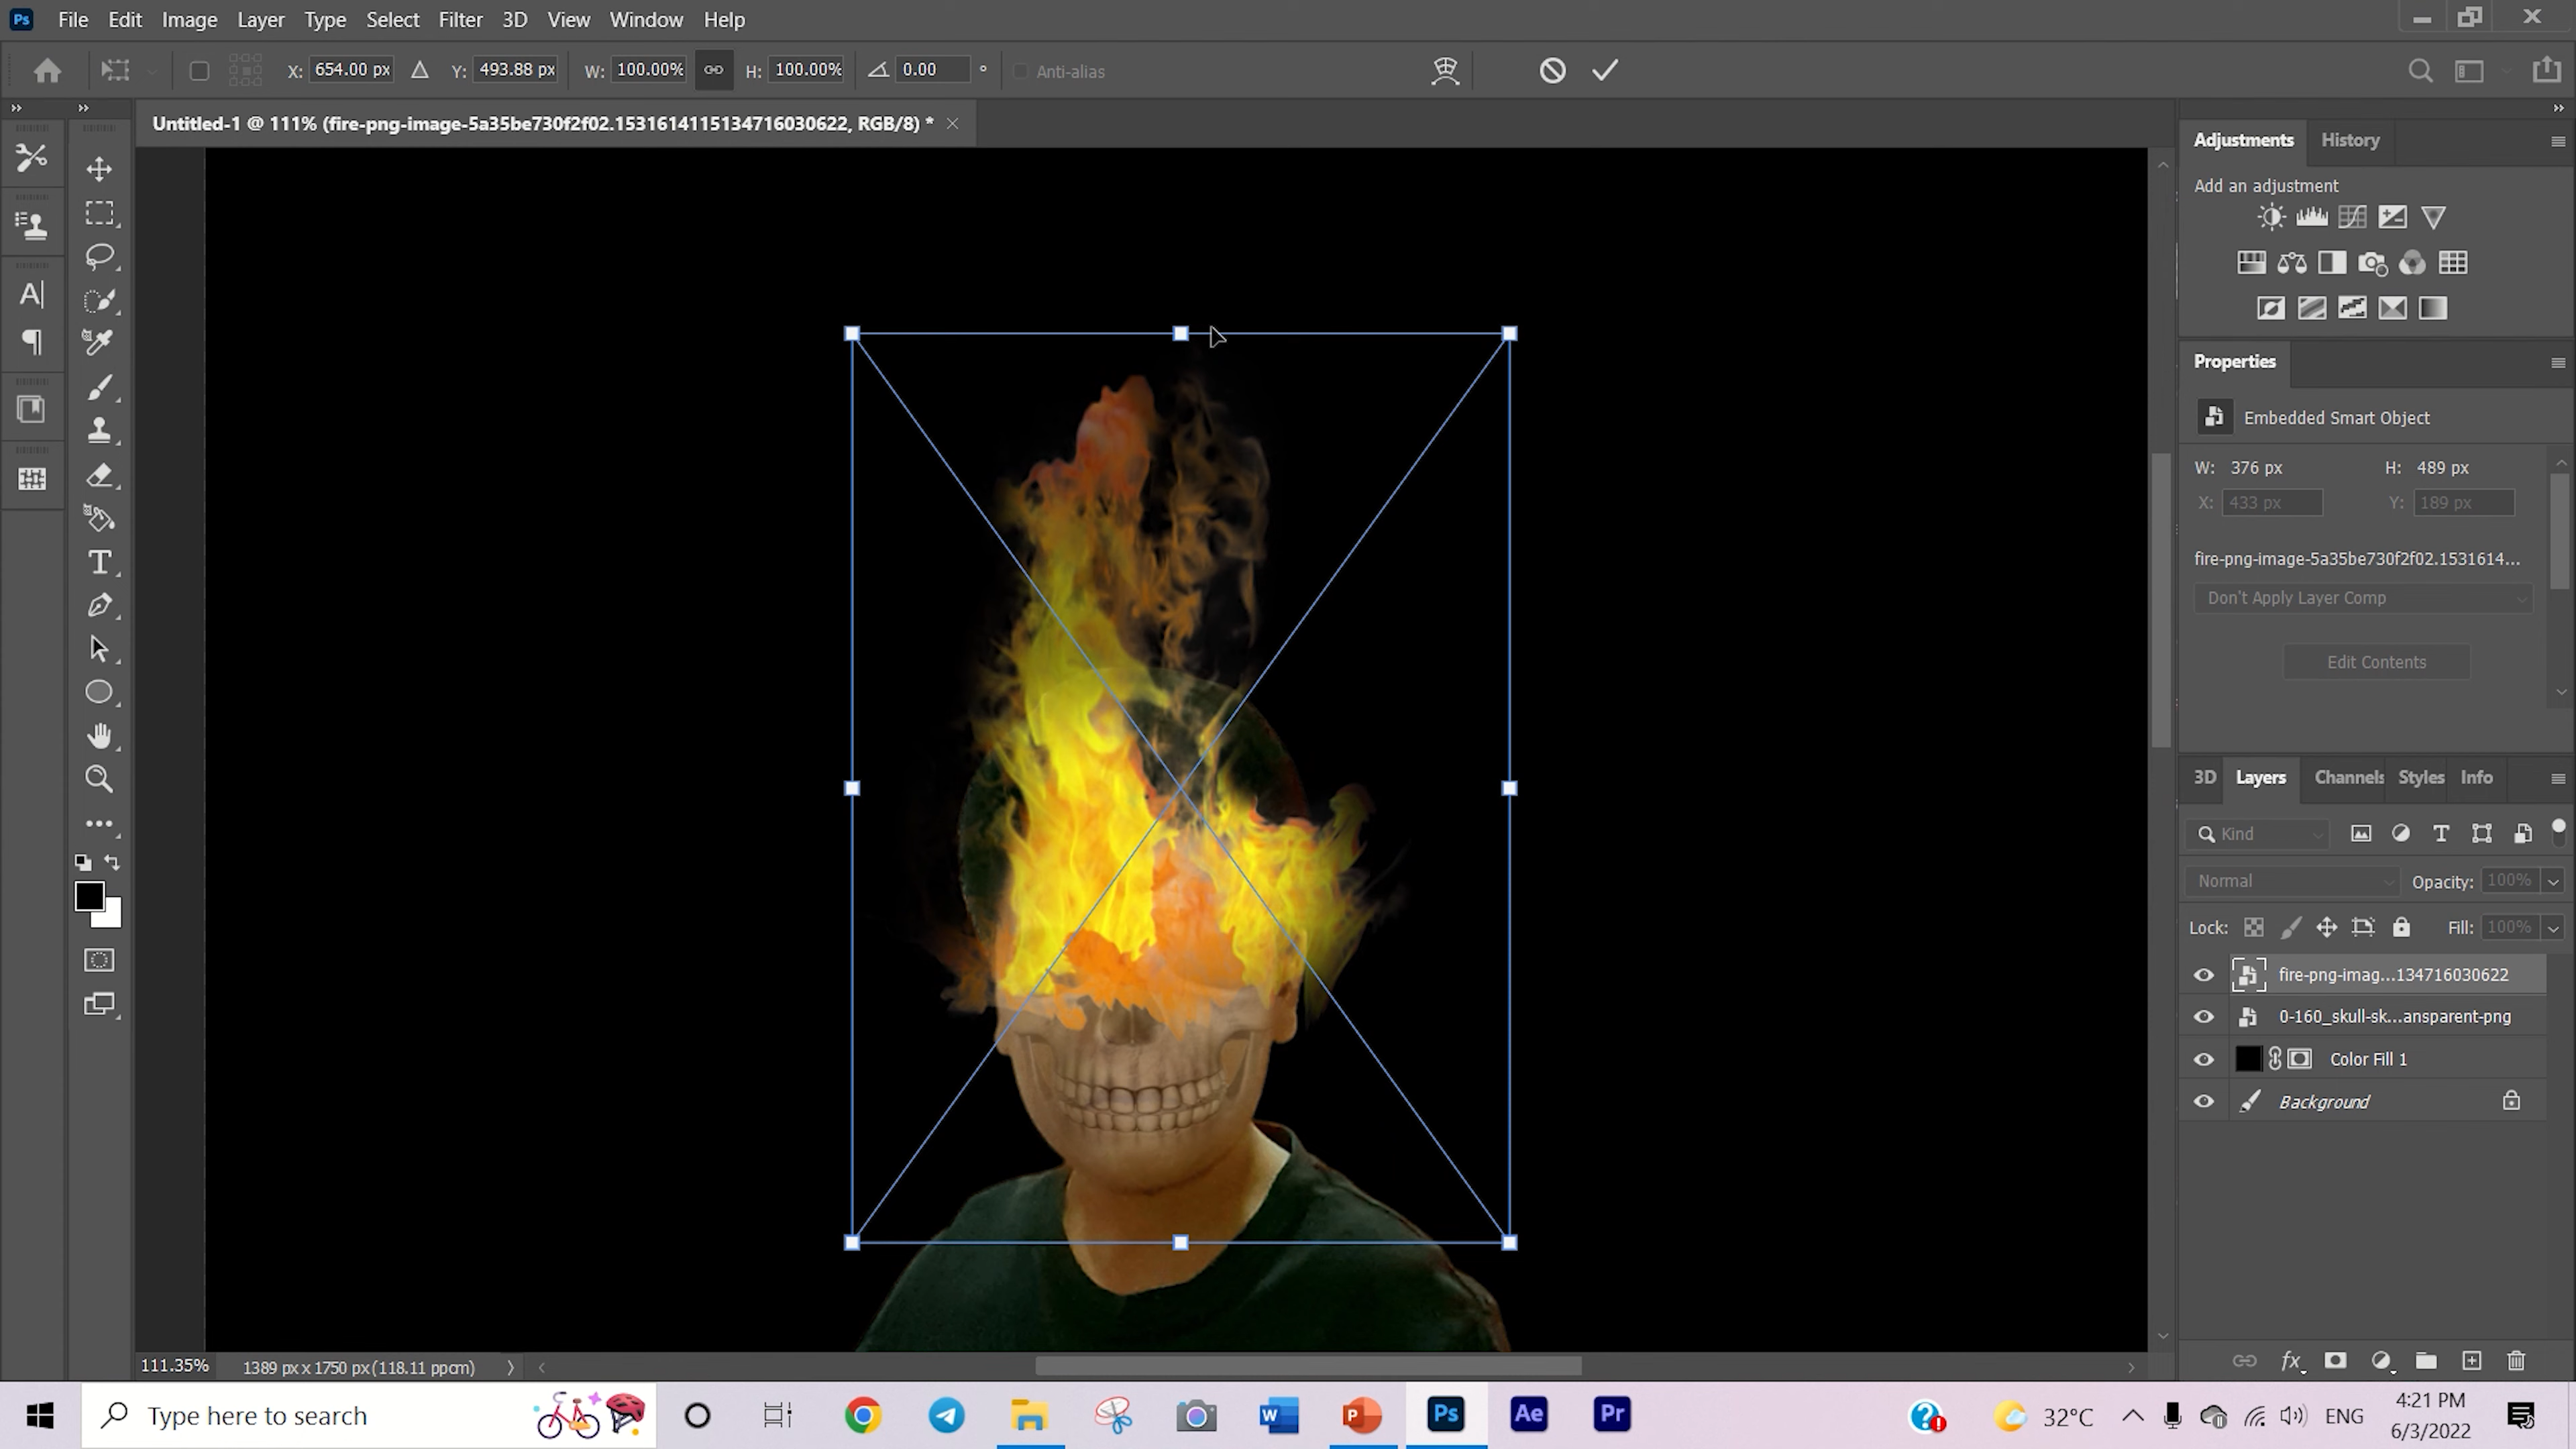 Ps File Edit Image Layer Type Select Filter 3D View Window Help
X: 654.00 px Y: 493.88 px W: 100.00% H: 100.00% 0.00 ° Anti-alias
Untitled-1 @ 111% (fire-png-image-5a35be730f2f02.1531614115134716030622, RGB/8) *
Adjustments History
Add an adjustment
Properties
Embedded Smart Object
W: 376 px H: 489 px
X: 433 px Y: 189 px
fire-png-image-5a35be730f2f02.1531614...
Don't Apply Layer Comp
Edit Contents
3D Layers Channels Styles Info
Kind
Normal Opacity: 100%
Lock: Fill: 100%
fire-png-imag...134716030622
0-160_skull-sk...ansparent-png
Color Fill 1
Background
111.35% 1389 px x 1750 px (118.11 ppcm)
Type here to search
W P Ps Ae Pr
32°C ENG
4:21 PM
6/3/2022